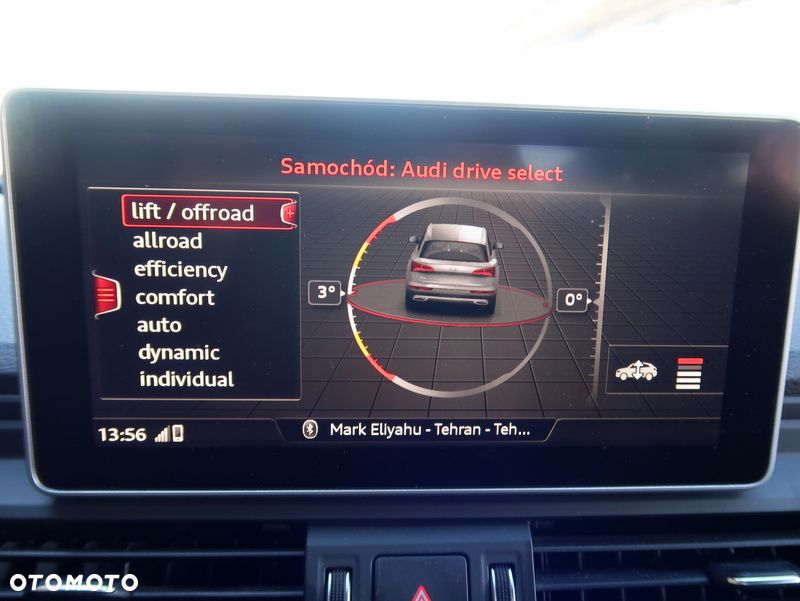 Samochód: Audi drive select
lift / offroad
allroad
efficiency
comfort
auto
dynamic
individual
3°
0°
13:56
Mark Eliyahu - Tehran - Teh...
OTOMOTO